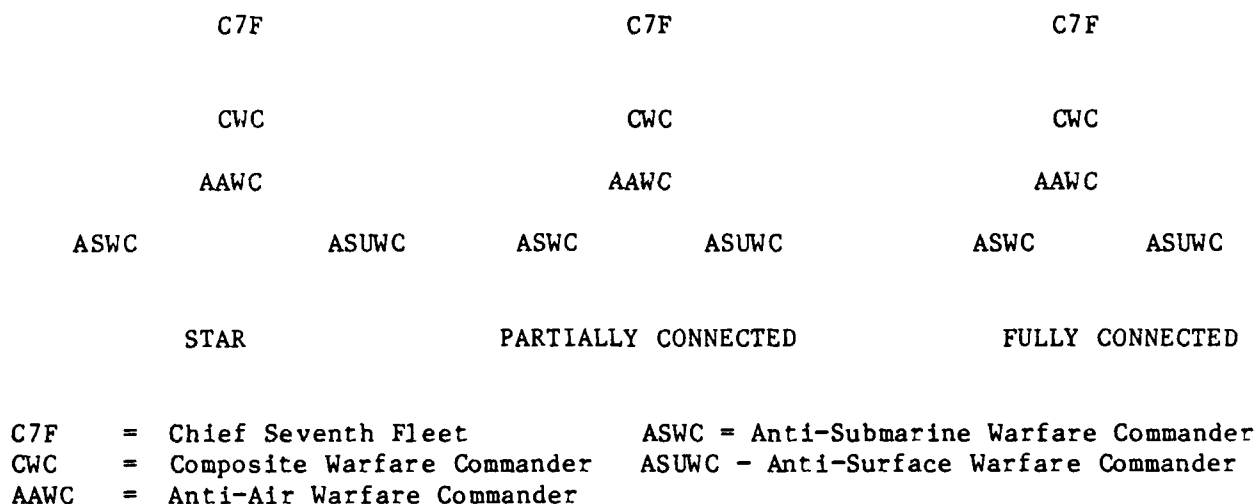 C7F C7F C7F
CWC CWC CWC
AAWC AAWC AAWC
ASWC ASUWC ASWC ASUWC ASWC ASUWC
STAR PARTIALLY CONNECTED FULLY CONNECTED
C7F = Chief Seventh Fleet ASWC = Anti-Submarine Warfare Commander
CWC = Composite Warfare Commander ASUWC - Anti-Surface Warfare Commander
AAWC = Anti-Air Warfare Commander